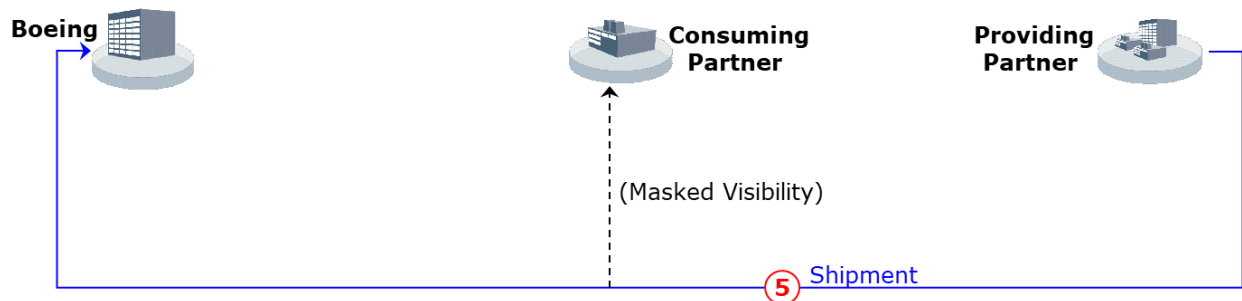 Boeing
Consuming
Partner
Providing
Partner
(Masked Visibility)
5 Shipment